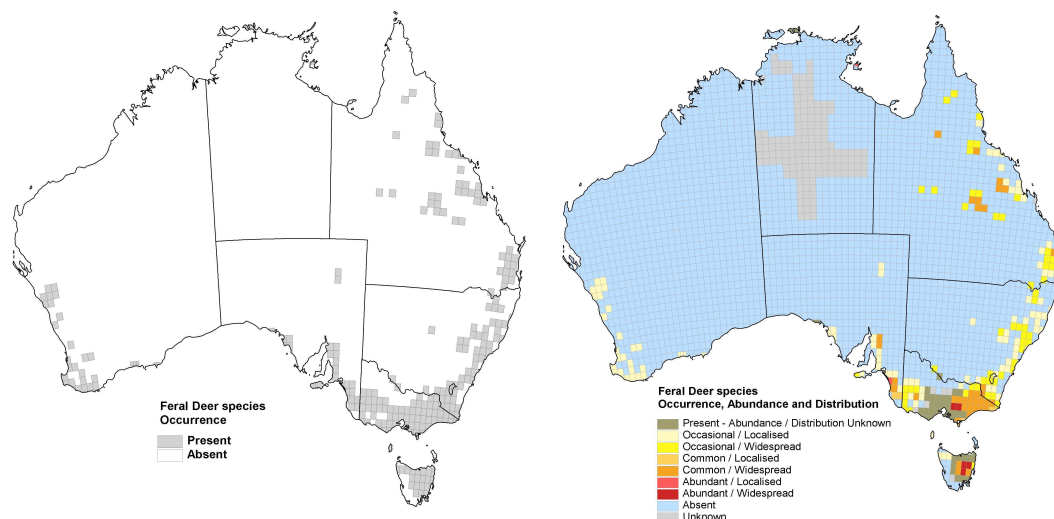 Feral Deer species
Occurrence
Present
Absent
Feral Deer species
Occurrence, Abundance and Distribution
Present - Abundance / Distribution Unknown
Occasional / Localised
Occasional / Widespread
Common / Localised
Common / Widespread
Abundant / Localised
Abundant / Widespread
Absent
Unknown